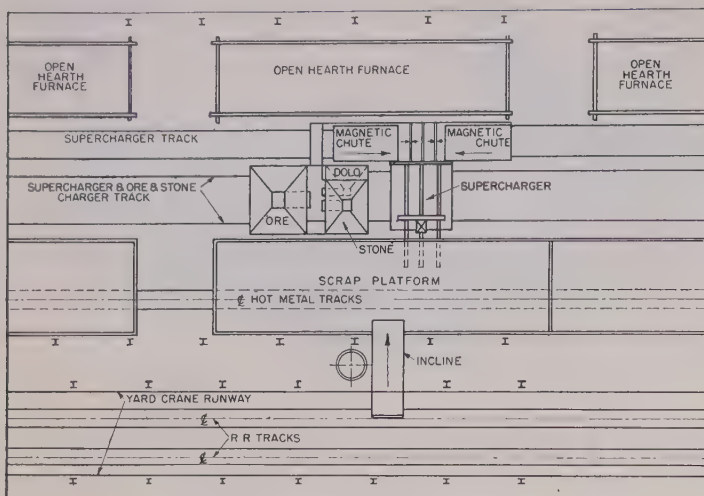 OPEN
HEARTH
FURNACE
OPEN HEARTH FURNACE
OPEN
HEARTH
FURNACE
SUPERCHARGER TRACK
MAGNETIC
CHUTE
MAGNETIC
CHUTE
SUPERCHARGER & ORE & STONE
CHARGER TRACK
DOLO
SUPERCHARGER
ORE
STONE
SCRAP PLATFORM
℄ HOT METAL TRACKS
INCLINE
YARD CRANE RUNWAY
℄
R R TRACKS
℄